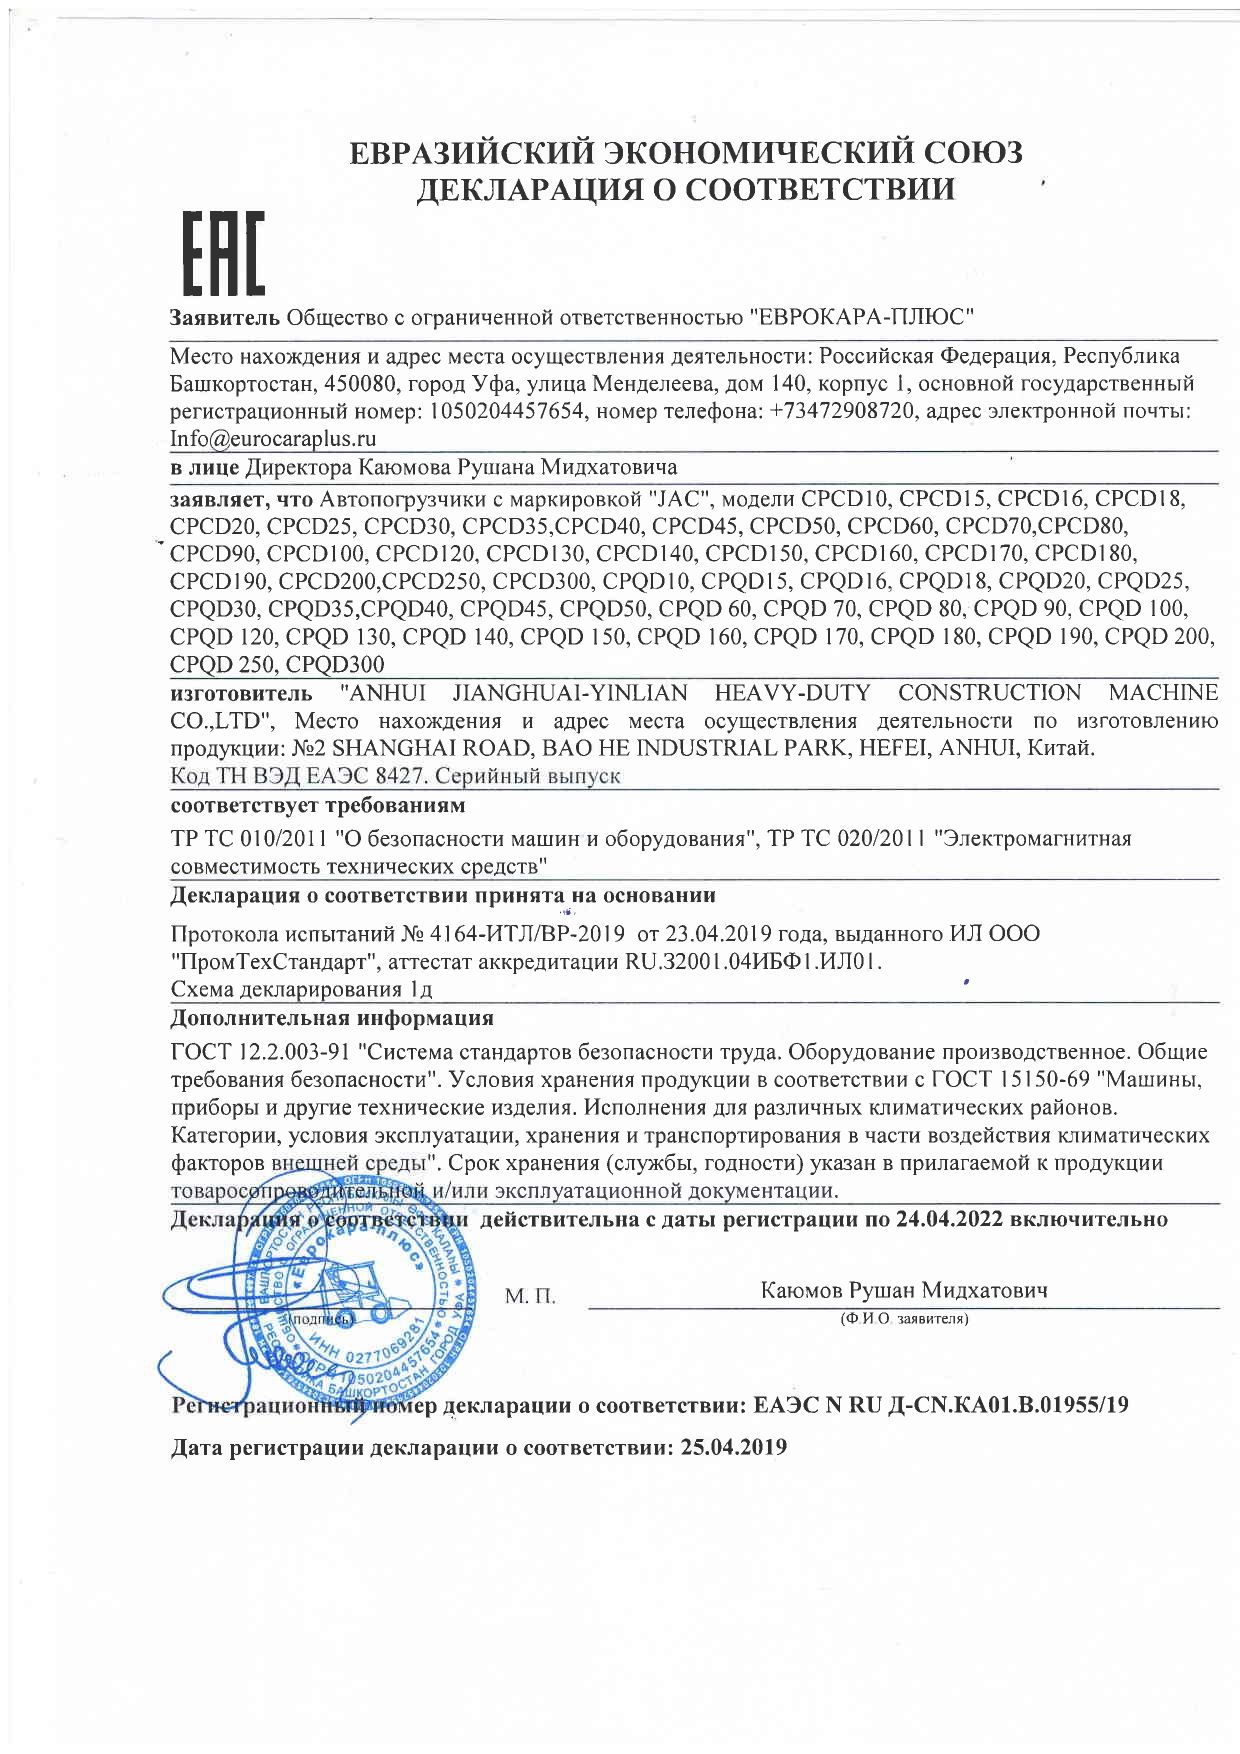 ЕВРАЗИЙСКИЙ ЭКОНОМИЧЕСКИЙ СОЮЗ
ДЕКЛАРАЦИЯ О СООТВЕТСТВИИ
ЕАС
Заявитель Общество с ограниченной ответственностью "ЕВРОКАРА-ПЛЮС"
Место нахождения и адрес места осуществления деятельности: Российская Федерация, Республика
Башкортостан, 450080, город Уфа, улица Менделеева, дом 140, корпус 1, основной государственный
регистрационный номер: 1050204457654, номер телефона: +73472908720, адрес электронной почты:
Info@eurocaraplus.ru
в лице Директора Каюмова Рушана Мидхатовича
заявляет, что Автопогрузчики с маркировкой "JAC", модели CPCD10, CPCD15, CPCD16, CPCD18,
CPCD20, CPCD25, CPCD30, CPCD35,CPCD40, CPCD45, CPCD50, CPCD60, CPCD70,CPCD80,
CPCD90, CPCD100, CPCD120, CPCD130, CPCD140, CPCD150, CPCD160, CPCD170, CPCD180,
CPCD190, CPCD200,CPCD250, CPCD300, CPQD10, CPQD15, CPQD16, CPQD18, CPQD20, CPQD25,
CPQD30, CPQD35,CPQD40, CPQD45, CPQD50, CPQD 60, CPQD 70, CPQD 80, CPQD 90, CPQD 100,
CPQD 120, CPQD 130, CPQD 140, CPQD 150, CPQD 160, CPQD 170, CPQD 180, CPQD 190, CPQD 200,
CPQD 250, CPQD300
изготовитель "ANHUI JIANGHUAI-YINLIAN HEAVY-DUTY CONSTRUCTION MACHINE
CO.,LTD", Место нахождения и адрес места осуществления деятельности по изготовлению
продукции: №2 SHANGHAI ROAD, BAO HE INDUSTRIAL PARK, HEFEI, ANHUI, Китай.
Код ТН ВЭД ЕАЭС 8427. Серийный выпуск
соответствует требованиям
ТР ТС 010/2011 "О безопасности машин и оборудования", ТР ТС 020/2011 "Электромагнитная
совместимость технических средств"
Декларация о соответствии принята на основании
Протокола испытаний № 4164-ИТЛ/ВР-2019 от 23.04.2019 года, выданного ИЛ ООО
"ПромТехСтандарт", аттестат аккредитации RU.32001.04ИБФ1.ИЛ01.
Схема декларирования 1д
Дополнительная информация
ГОСТ 12.2.003-91 "Система стандартов безопасности труда. Оборудование производственное. Общие
требования безопасности". Условия хранения продукции в соответствии с ГОСТ 15150-69 "Машины,
приборы и другие технические изделия. Исполнения для различных климатических районов.
Категории, условия эксплуатации, хранения и транспортирования в части воздействия климатических
факторов внешней среды". Срок хранения (службы, годности) указан в прилагаемой к продукции
товаросопроводительной и/или эксплуатационной документации.
Декларация о соответствии действительна с даты регистрации по 24.04.2022 включительно
«Еврокара-плюс»
ИНН 0277069281
ОГРН 1050204457654
М. П.
Каюмов Рушан Мидхатович
(подпись)
(Ф.И.О. заявителя)
Регистрационный номер декларации о соответствии: ЕАЭС N RU Д-CN.КА01.В.01955/19
Дата регистрации декларации о соответствии: 25.04.2019